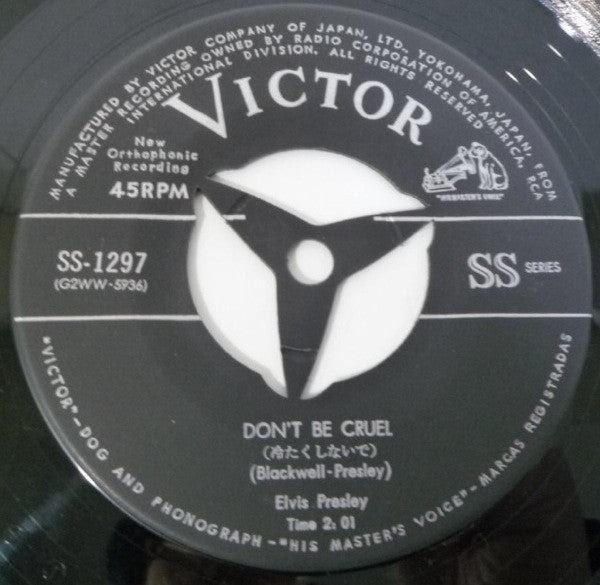 MANUFACTURED BY VICTOR COMPANY OF JAPAN, LTD., YOKOHAMA, JAPAN, FROM
A MASTER RECORDING OWNED BY RADIO CORPORATION OF AMERICA, RCA
INTERNATIONAL DIVISION. ALL RIGHTS RESERVED
VICTOR
New
Orthophonic
Recording
45RPM
"HIS MASTER'S VOICE"
SS-1297
(G2WW-5936)
SS SERIES
DON'T BE CRUEL
(冷たくしないで)
(Blackwell-Presley)
Elvis Presley
Time 2: 01
"VICTOR"-DOG AND PHONOGRAPH-"HIS MASTER'S VOICE"-MARCAS REGISTRADAS